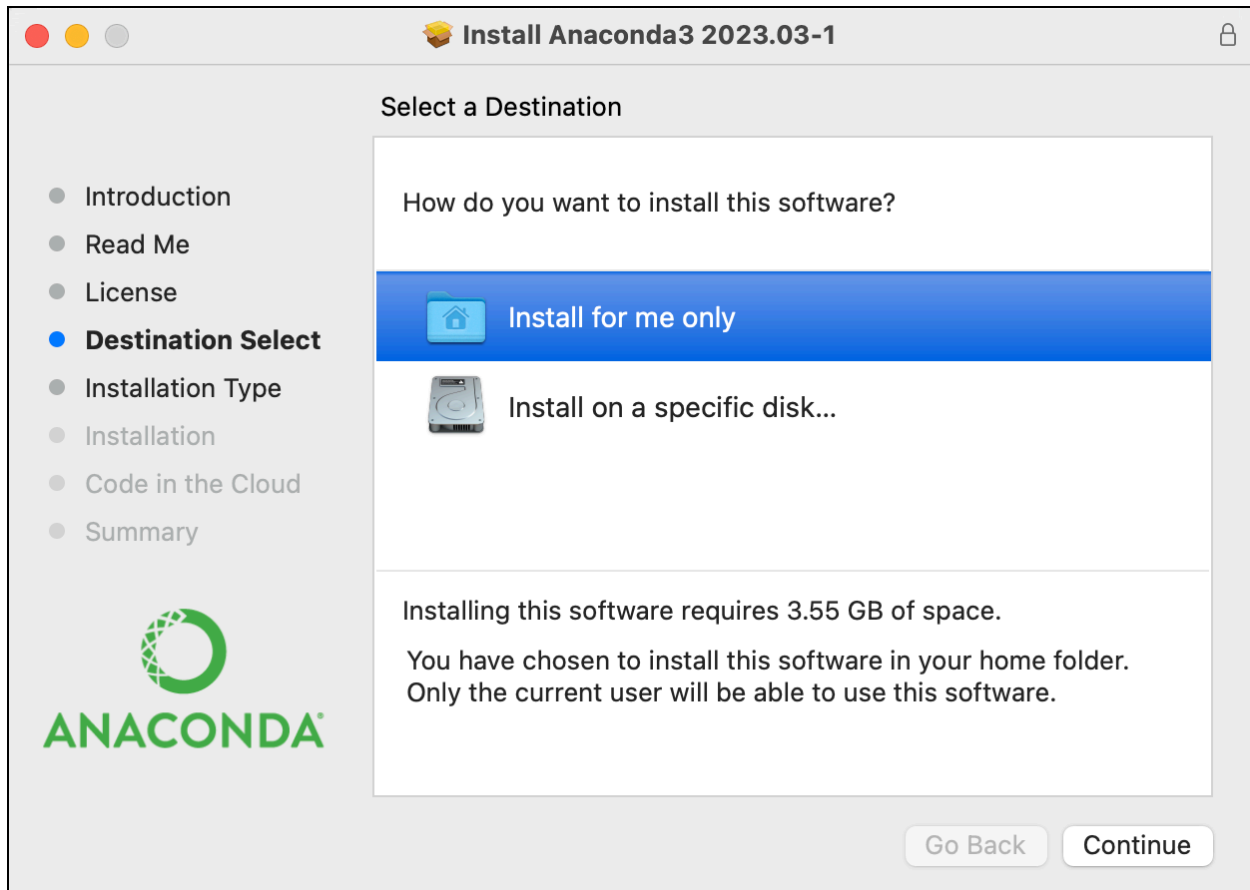 Install Anaconda3 2023.03-1
Select a Destination
Introduction
Read Me
License
Destination Select
Installation Type
Installation
Code in the Cloud
Summary
ANACONDA®
How do you want to install this software?
Install for me only
Install on a specific disk...
Installing this software requires 3.55 GB of space.
You have chosen to install this software in your home folder.
Only the current user will be able to use this software.
Go Back
Continue